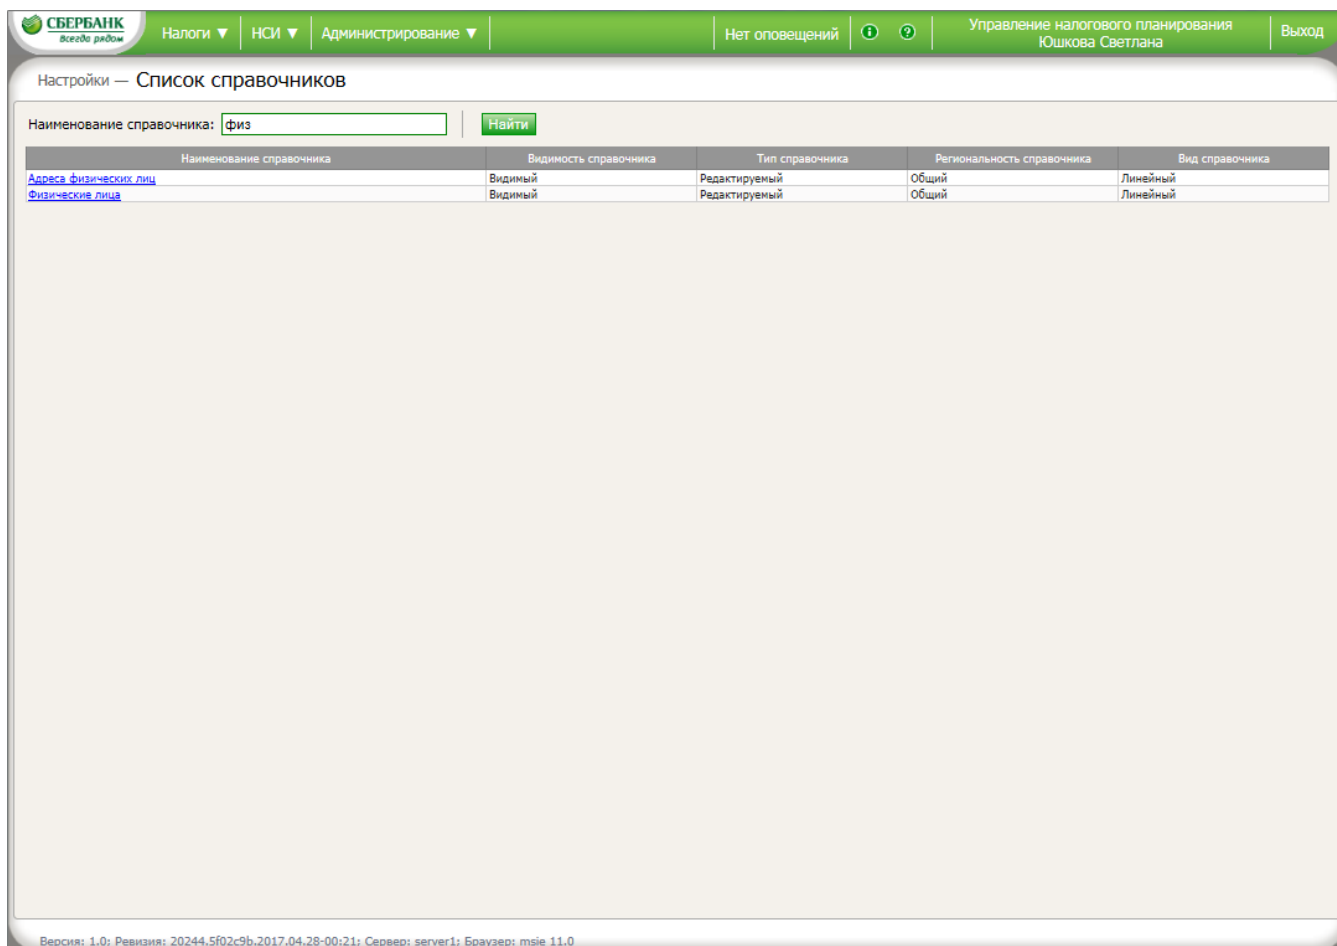 СБЕРБАНК
Всегда рядом
Налоги ▼ НСИ ▼ Администрирование ▼ Нет оповещений Управление налогового планирования Выход
Юшкова Светлана
Настройки — Список справочников
Наименование справочника: физ Найти
Наименование справочника Видимость справочника Тип справочника Региональность справочника Вид справочника
Адреса физических лиц Видимый Редактируемый Общий Линейный
Физические лица Видимый Редактируемый Общий Линейный
Версия: 1.0; Ревизия: 20244.5f02c9b.2017.04.28-00:21; Сервер: server1; Браузер: msie 11.0